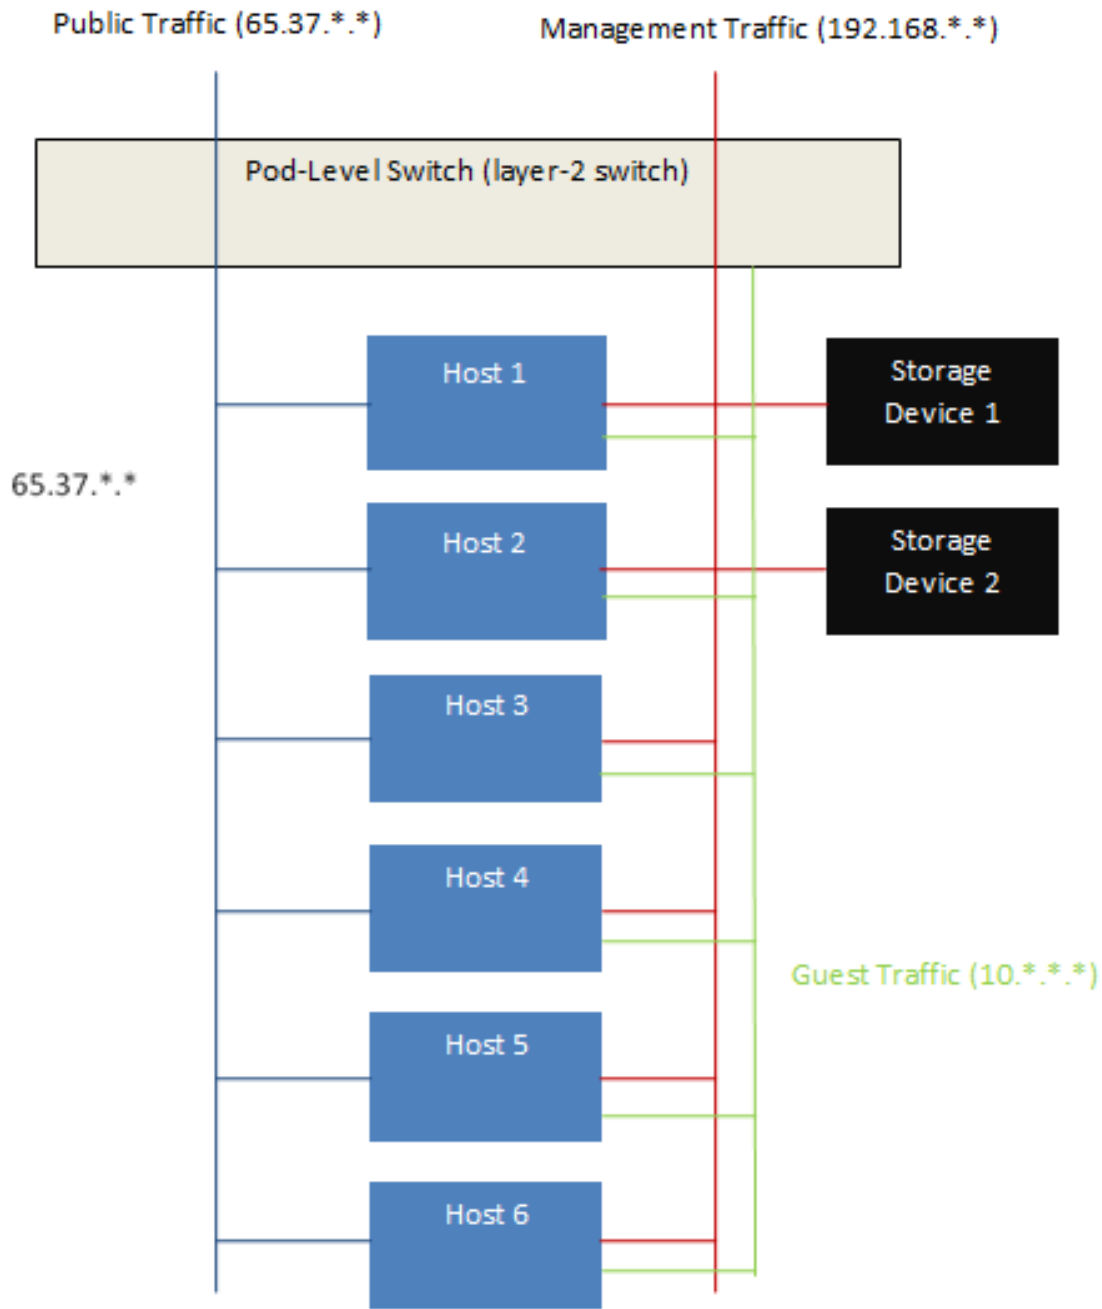 Public Traffic (65.37.*.*)
Management Traffic (192.168.*.*)
Pod-Level Switch (layer-2 switch)
Host 1
Storage
Device 1
65.37.*.*
Host 2
Storage
Device 2
Host 3
Host 4
Guest Traffic (10.*.*.*)
Host 5
Host 6